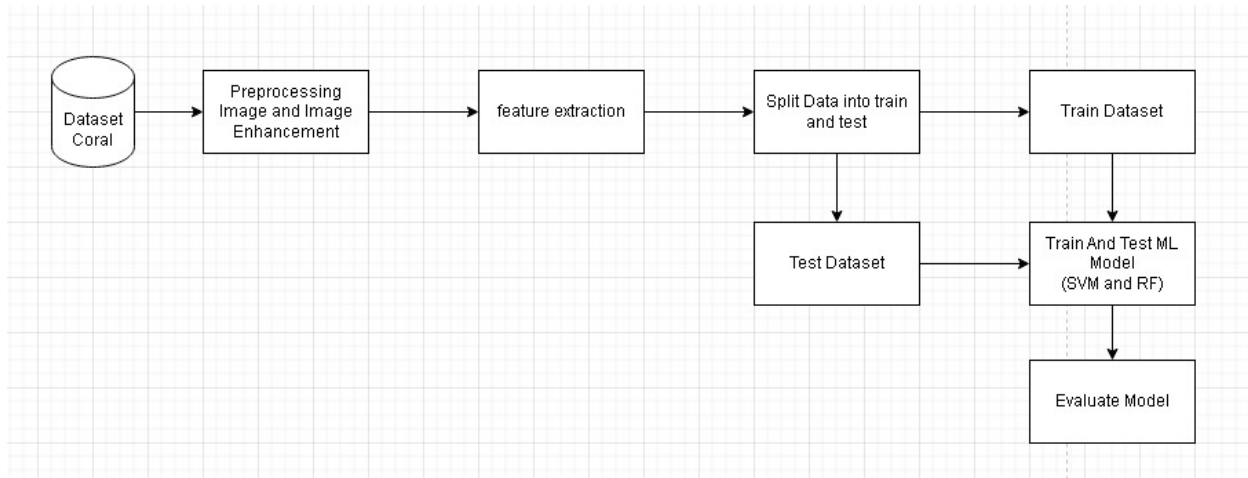 Dataset
Coral
Preprocessing
Image and Image
Enhancement
feature extraction
Split Data into train
and test
Train Dataset
Test Dataset
Train And Test ML
Model
(SVM and RF)
Evaluate Model